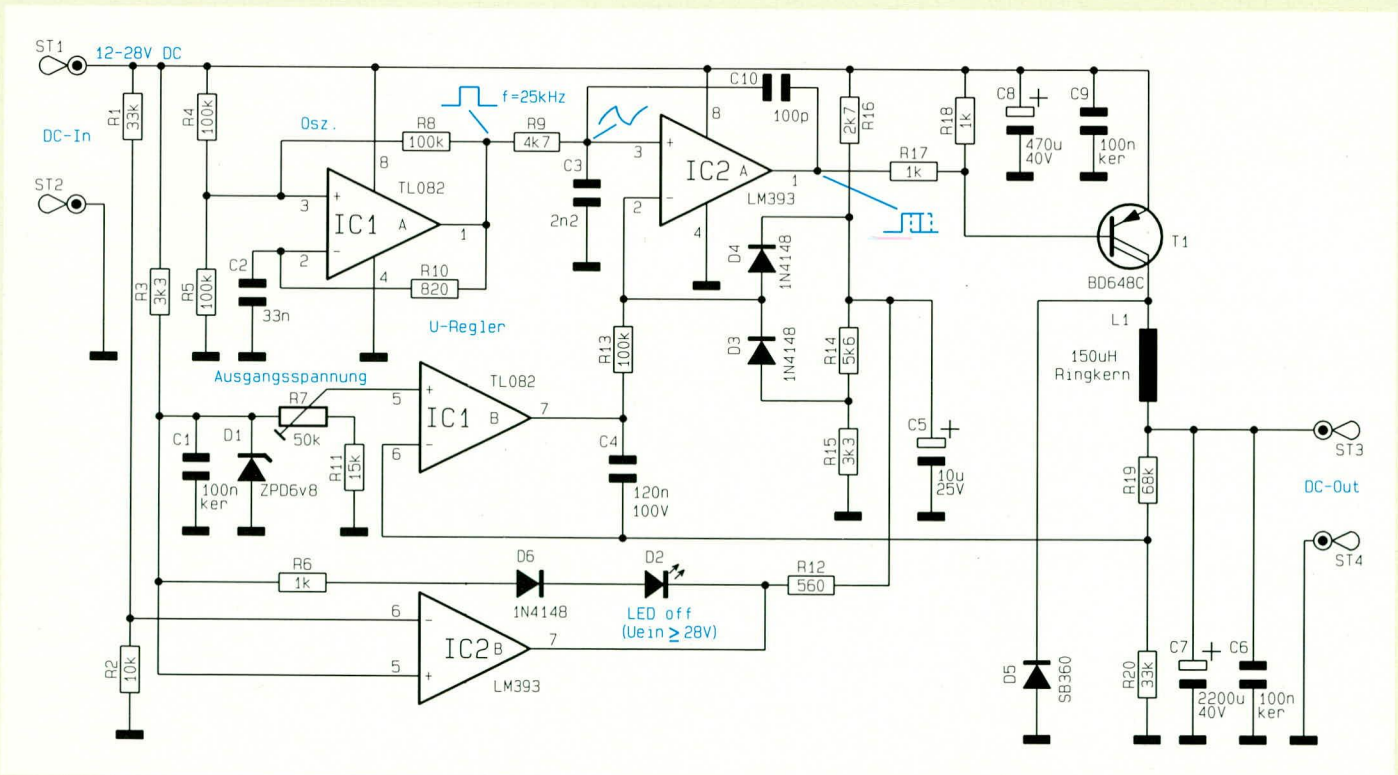 ST1
12-28V DC
DC-In
ST2
R1
33k
R4
100k
Osz.
R8
100k
f=25kHz
R9
4k7
C10
100p
R16
2k7
R18
1k
C8
+
470u
40V
C9
100n
ker
8
3
+
IC1 A
TL082
1
2
-
4
R10
820
C3
2n2
8
3
+
IC2 A
1
LM393
2
-
4
R17
1k
T1
BD648C
R3
3k3
R5
100k
C2
33n
D4
1N4148
D3
1N4148
R14
5k6
R13
100k
L1
150uH
Ringkern
U-Regler
Ausgangsspannung
R7
50k
5
+
IC1 B
TL082
7
6
-
C1
100n
ker
D1
ZPD6v8
R11
15k
C4
120n
100V
R15
3k3
C5
+
10u
25V
R19
68k
ST3
DC-Out
ST4
R6
1k
D6
1N4148
D2
LED off
(Uein ≥ 28V)
R12
560
R2
10k
6
-
IC2 B
7
5
+
LM393
D5
SB360
R20
33k
C7
+
2200u
40V
C6
100n
ker